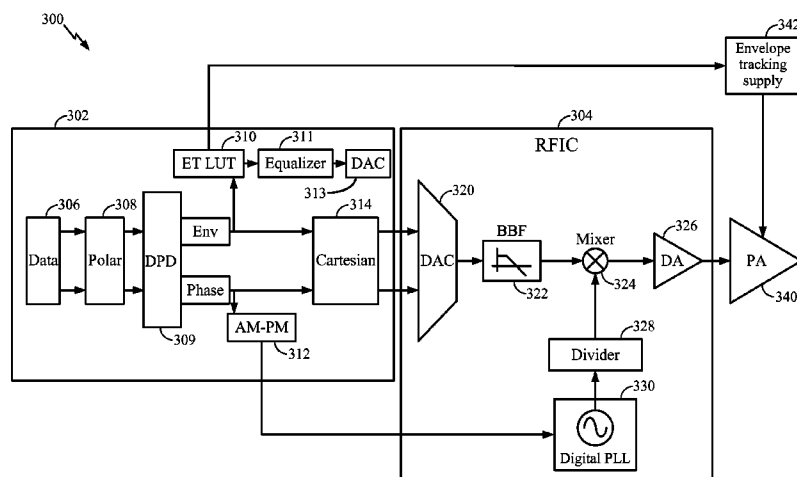 300
342
Envelope
tracking
supply
302
304
RFIC
310
311
ET LUT
Equalizer
DAC
313
306
308
314
320
Data
Polar
DPD
Env
Phase
Cartesian
DAC
BBF
322
Mixer
324
326
DA
PA
340
AM-PM
312
309
328
Divider
330
Digital PLL